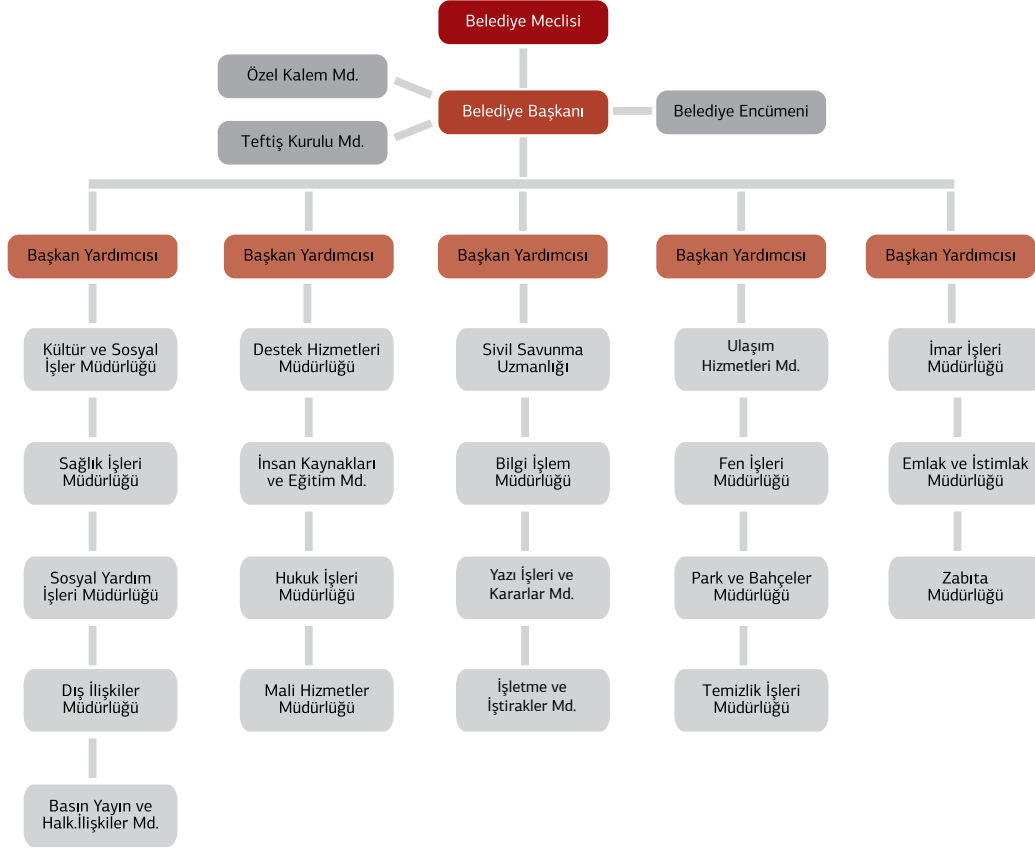 Belediye Meclisi
Özel Kalem Md.
Belediye Başkanı
Belediye Encümeni
Teftiş Kurulu Md.
Başkan Yardımcısı
Başkan Yardımcısı
Başkan Yardımcısı
Başkan Yardımcısı
Başkan Yardımcısı
Kültür ve Sosyal
İşler Müdürlüğü
Destek Hizmetleri
Müdürlüğü
Sivil Savunma
Uzmanlığı
Ulaşım
Hizmetleri Md.
İmar İşleri
Müdürlüğü
Sağlık İşleri
Müdürlüğü
İnsan Kaynakları
ve Eğitim Md.
Bilgi İşlem
Müdürlüğü
Fen İşleri
Müdürlüğü
Emlak ve İstimlak
Müdürlüğü
Sosyal Yardım
İşleri Müdürlüğü
Hukuk İşleri
Müdürlüğü
Yazı İşleri ve
Kararlar Md.
Park ve Bahçeler
Müdürlüğü
Zabıta
Müdürlüğü
Dış İlişkiler
Müdürlüğü
Mali Hizmetler
Müdürlüğü
İşletme ve
İştirakler Md.
Temizlik İşleri
Müdürlüğü
Basın Yayın ve
Halk.İlişkiler Md.